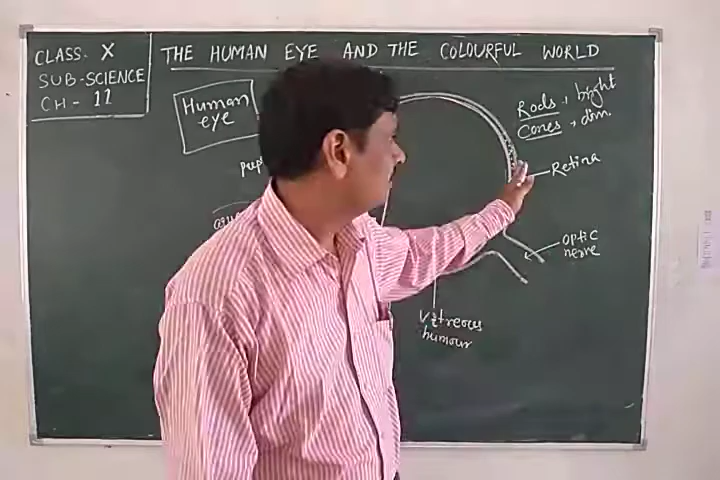 CLASS- X
SUB-SCIENCE
CH- 11
THE HUMAN EYE AND THE COLOURFUL WORLD
Human
eye
Rods → bright
Cones → dim.
Retina
Optic
nerve
Vitreous
humour